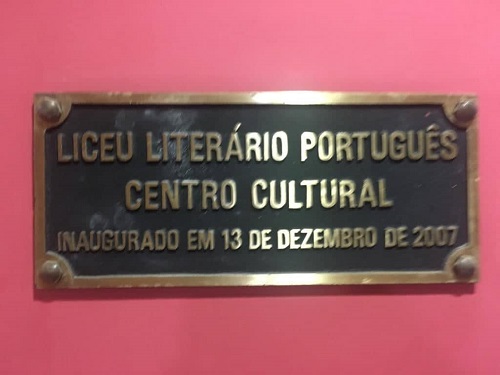 LICEU LITERÁRIO PORTUGUÊS
CENTRO CULTURAL
INAUGURADO EM 13 DE DEZEMBRO DE 2007